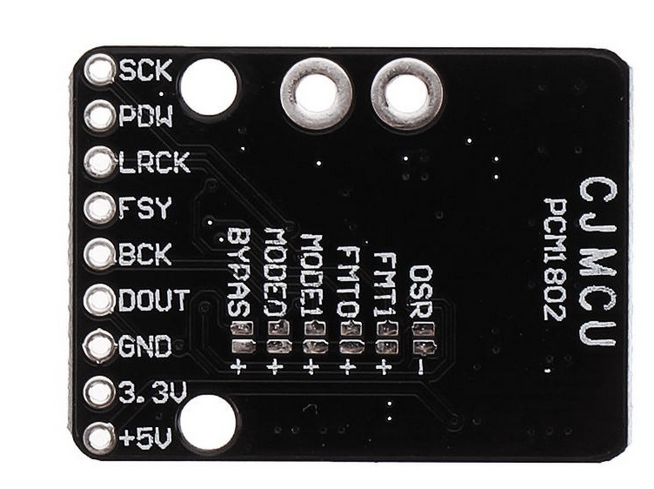 SCK
PDW
LRCK
FSY
BCK
DOUT
GND
3.3V
+5V
BYPAS
MODE0
MODE1
FMT0
FMT1
OSR
+ + + + + -
PCM1802
CJMCU